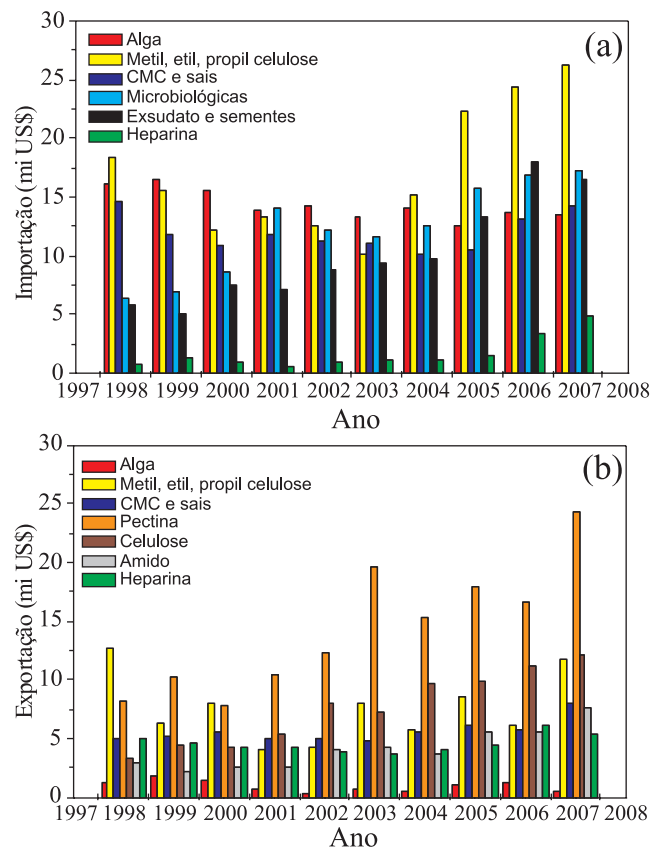 30
25
20
15
10
5
0
Importação (mi US$)
(a)
Alga
Metil, etil, propil celulose
CMC e sais
Microbiológicas
Exsudato e sementes
Heparina
1997 1998 1999 2000 2001 2002 2003 2004 2005 2006 2007 2008
Ano
30
25
20
15
10
5
0
Exportação (mi US$)
(b)
Alga
Metil, etil, propil celulose
CMC e sais
Pectina
Celulose
Amido
Heparina
1997 1998 1999 2000 2001 2002 2003 2004 2005 2006 2007 2008
Ano